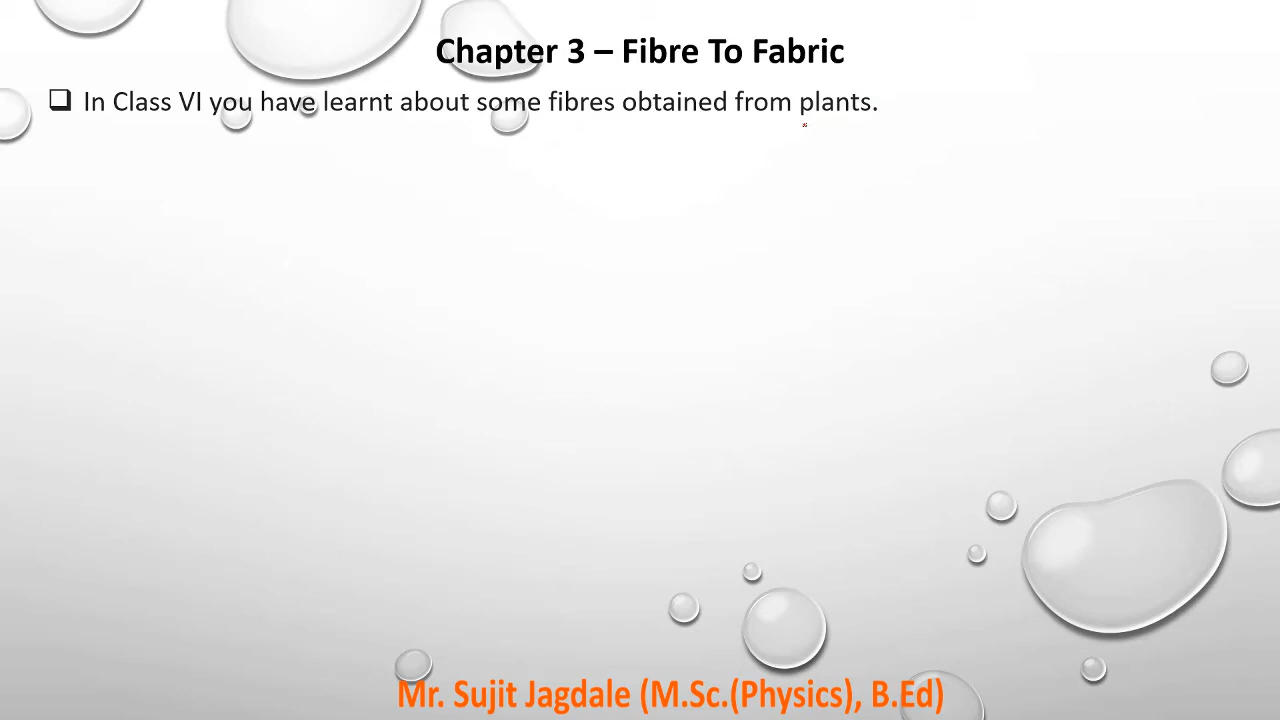 Chapter 3 – Fibre To Fabric
❑ In Class VI you have learnt about some fibres obtained from plants.
Mr. Sujit Jagdale (M.Sc.(Physics), B.Ed)